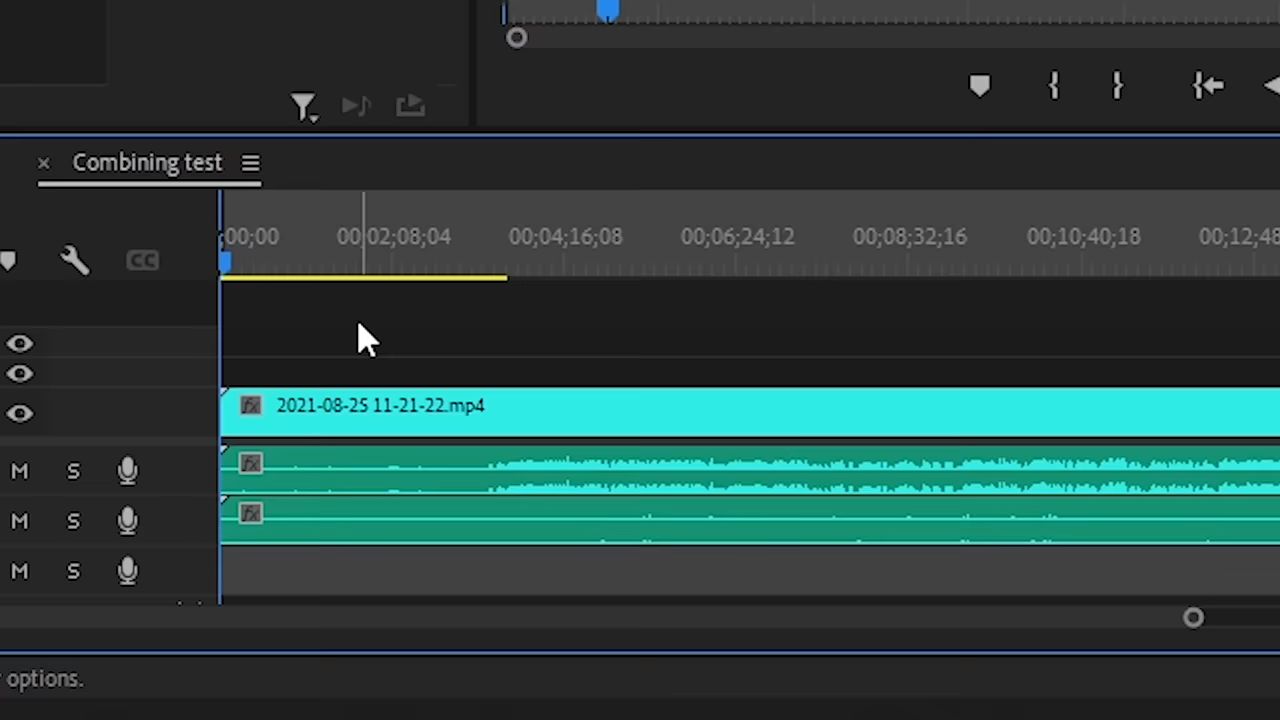 × Combining test
;00;00 00;02;08;04 00;04;16;08 00;06;24;12 00;08;32;16 00;10;40;18 00;12;48
CC
fx 2021-08-25 11-21-22.mp4
M S fx
M S fx
M S
options.